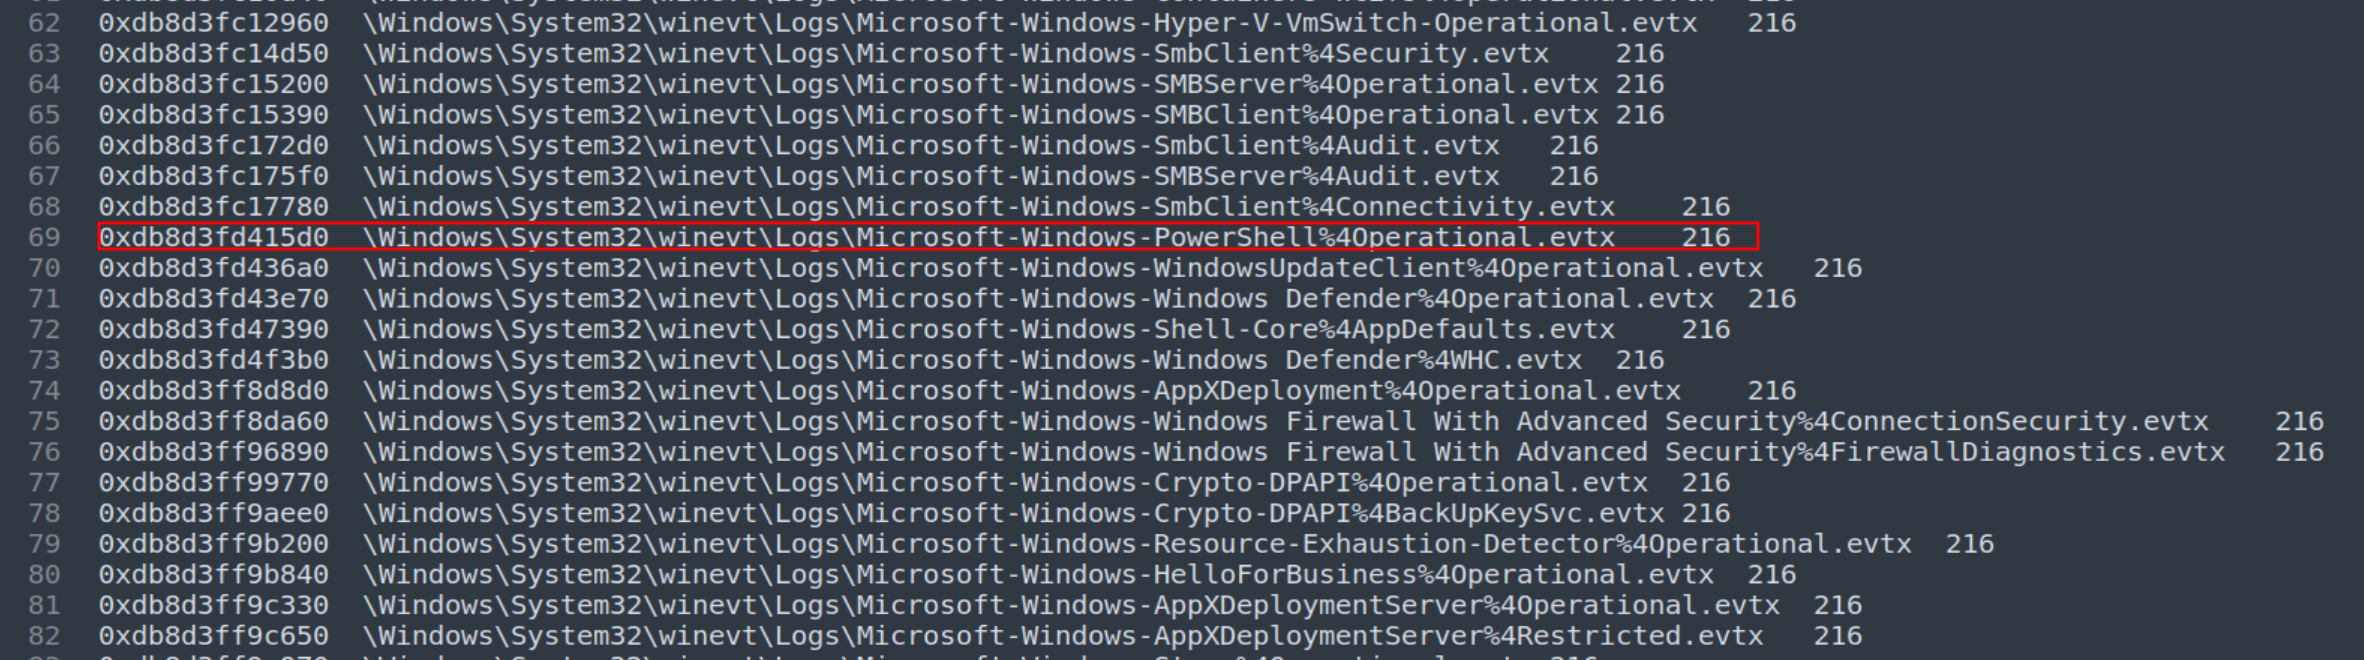 62 0xdb8d3fc12960 \Windows\System32\winevt\Logs\Microsoft-Windows-Hyper-V-VmSwitch-Operational.evtx 216
63 0xdb8d3fc14d50 \Windows\System32\winevt\Logs\Microsoft-Windows-SmbClient%4Security.evtx 216
64 0xdb8d3fc15200 \Windows\System32\winevt\Logs\Microsoft-Windows-SMBServer%4Operational.evtx 216
65 0xdb8d3fc15390 \Windows\System32\winevt\Logs\Microsoft-Windows-SMBClient%4Operational.evtx 216
66 0xdb8d3fc172d0 \Windows\System32\winevt\Logs\Microsoft-Windows-SmbClient%4Audit.evtx 216
67 0xdb8d3fc175f0 \Windows\System32\winevt\Logs\Microsoft-Windows-SMBServer%4Audit.evtx 216
68 0xdb8d3fc17780 \Windows\System32\winevt\Logs\Microsoft-Windows-SmbClient%4Connectivity.evtx 216
69 0xdb8d3fd415d0 \Windows\System32\winevt\Logs\Microsoft-Windows-PowerShell%4Operational.evtx 216
70 0xdb8d3fd436a0 \Windows\System32\winevt\Logs\Microsoft-Windows-WindowsUpdateClient%4Operational.evtx 216
71 0xdb8d3fd43e70 \Windows\System32\winevt\Logs\Microsoft-Windows-Windows Defender%4Operational.evtx 216
72 0xdb8d3fd47390 \Windows\System32\winevt\Logs\Microsoft-Windows-Shell-Core%4AppDefaults.evtx 216
73 0xdb8d3fd4f3b0 \Windows\System32\winevt\Logs\Microsoft-Windows-Windows Defender%4WHC.evtx 216
74 0xdb8d3ff8d8d0 \Windows\System32\winevt\Logs\Microsoft-Windows-AppXDeployment%4Operational.evtx 216
75 0xdb8d3ff8da60 \Windows\System32\winevt\Logs\Microsoft-Windows-Windows Firewall With Advanced Security%4ConnectionSecurity.evtx 216
76 0xdb8d3ff96890 \Windows\System32\winevt\Logs\Microsoft-Windows-Windows Firewall With Advanced Security%4FirewallDiagnostics.evtx 216
77 0xdb8d3ff99770 \Windows\System32\winevt\Logs\Microsoft-Windows-Crypto-DPAPI%4Operational.evtx 216
78 0xdb8d3ff9aee0 \Windows\System32\winevt\Logs\Microsoft-Windows-Crypto-DPAPI%4BackUpKeySvc.evtx 216
79 0xdb8d3ff9b200 \Windows\System32\winevt\Logs\Microsoft-Windows-Resource-Exhaustion-Detector%4Operational.evtx 216
80 0xdb8d3ff9b840 \Windows\System32\winevt\Logs\Microsoft-Windows-HelloForBusiness%4Operational.evtx 216
81 0xdb8d3ff9c330 \Windows\System32\winevt\Logs\Microsoft-Windows-AppXDeploymentServer%4Operational.evtx 216
82 0xdb8d3ff9c650 \Windows\System32\winevt\Logs\Microsoft-Windows-AppXDeploymentServer%4Restricted.evtx 216